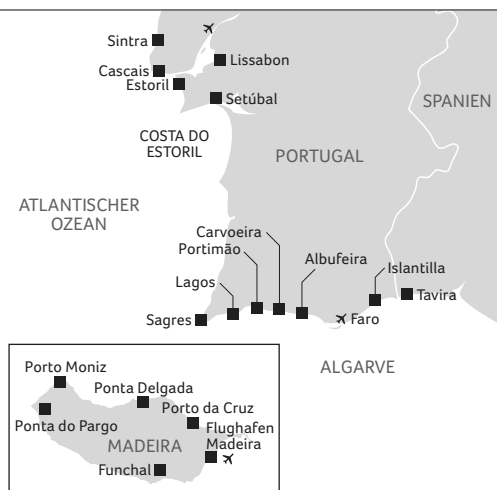 Sintra
Lissabon
Cascais
Estoril
Setúbal
SPANIEN
COSTA DO
ESTORIL
PORTUGAL
ATLANTISCHER
OZEAN
Carvoeira
Portimão
Albufeira
Islantilla
Lagos
Tavira
Sagres
Faro
ALGARVE
Porto Moniz
Ponta Delgada
Porto da Cruz
Ponta do Pargo
Flughafen
Madeira
MADEIRA
Funchal